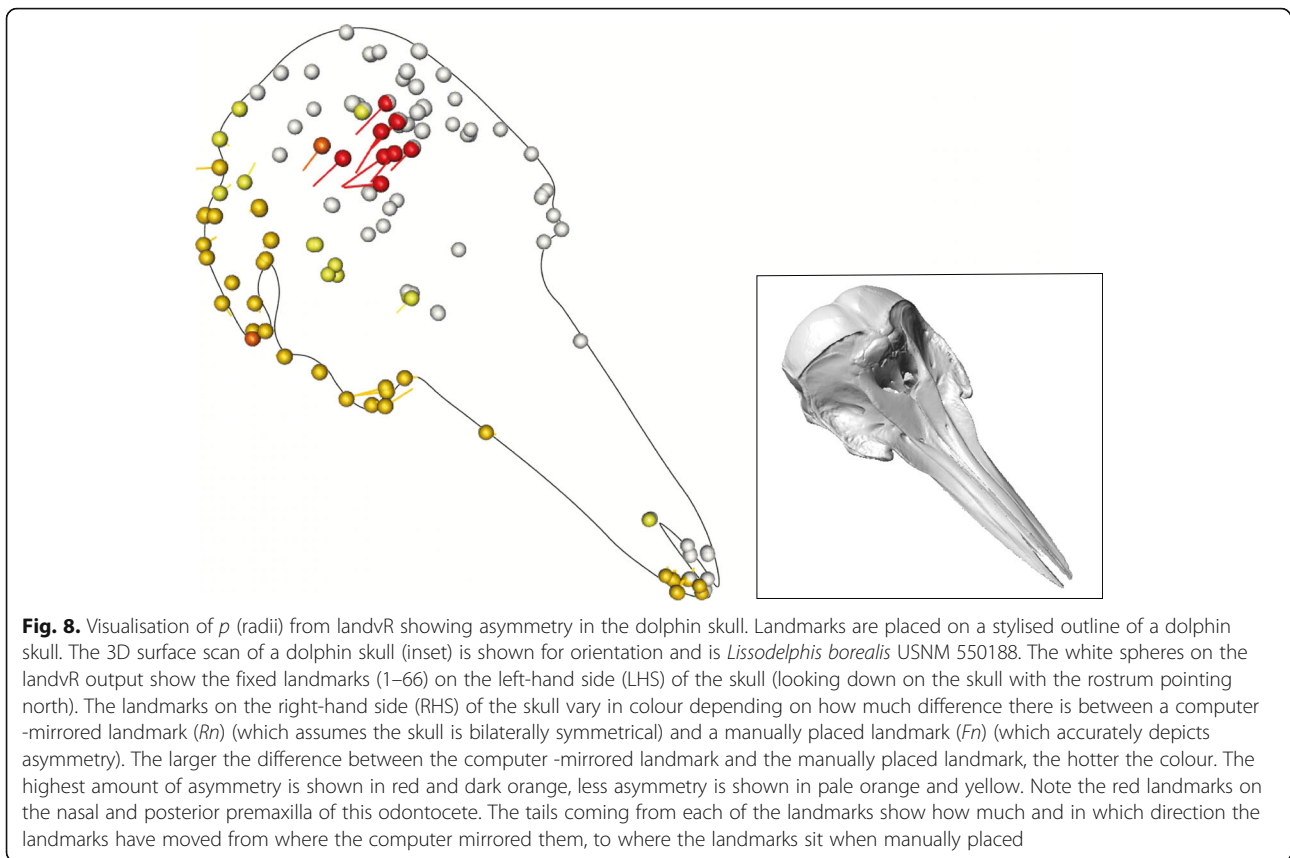 Fig. 8. Visualisation of p (radii) from landvR showing asymmetry in the dolphin skull. Landmarks are placed on a stylised outline of a dolphin
skull. The 3D surface scan of a dolphin skull (inset) is shown for orientation and is Lissodelphis borealis USNM 550188. The white spheres on the
landvR output show the fixed landmarks (1–66) on the left-hand side (LHS) of the skull (looking down on the skull with the rostrum pointing
north). The landmarks on the right-hand side (RHS) of the skull vary in colour depending on how much difference there is between a computer
-mirrored landmark (Rn) (which assumes the skull is bilaterally symmetrical) and a manually placed landmark (Fn) (which accurately depicts
asymmetry). The larger the difference between the computer -mirrored landmark and the manually placed landmark, the hotter the colour. The
highest amount of asymmetry is shown in red and dark orange, less asymmetry is shown in pale orange and yellow. Note the red landmarks on
the nasal and posterior premaxilla of this odontocete. The tails coming from each of the landmarks show how much and in which direction the
landmarks have moved from where the computer mirrored them, to where the landmarks sit when manually placed